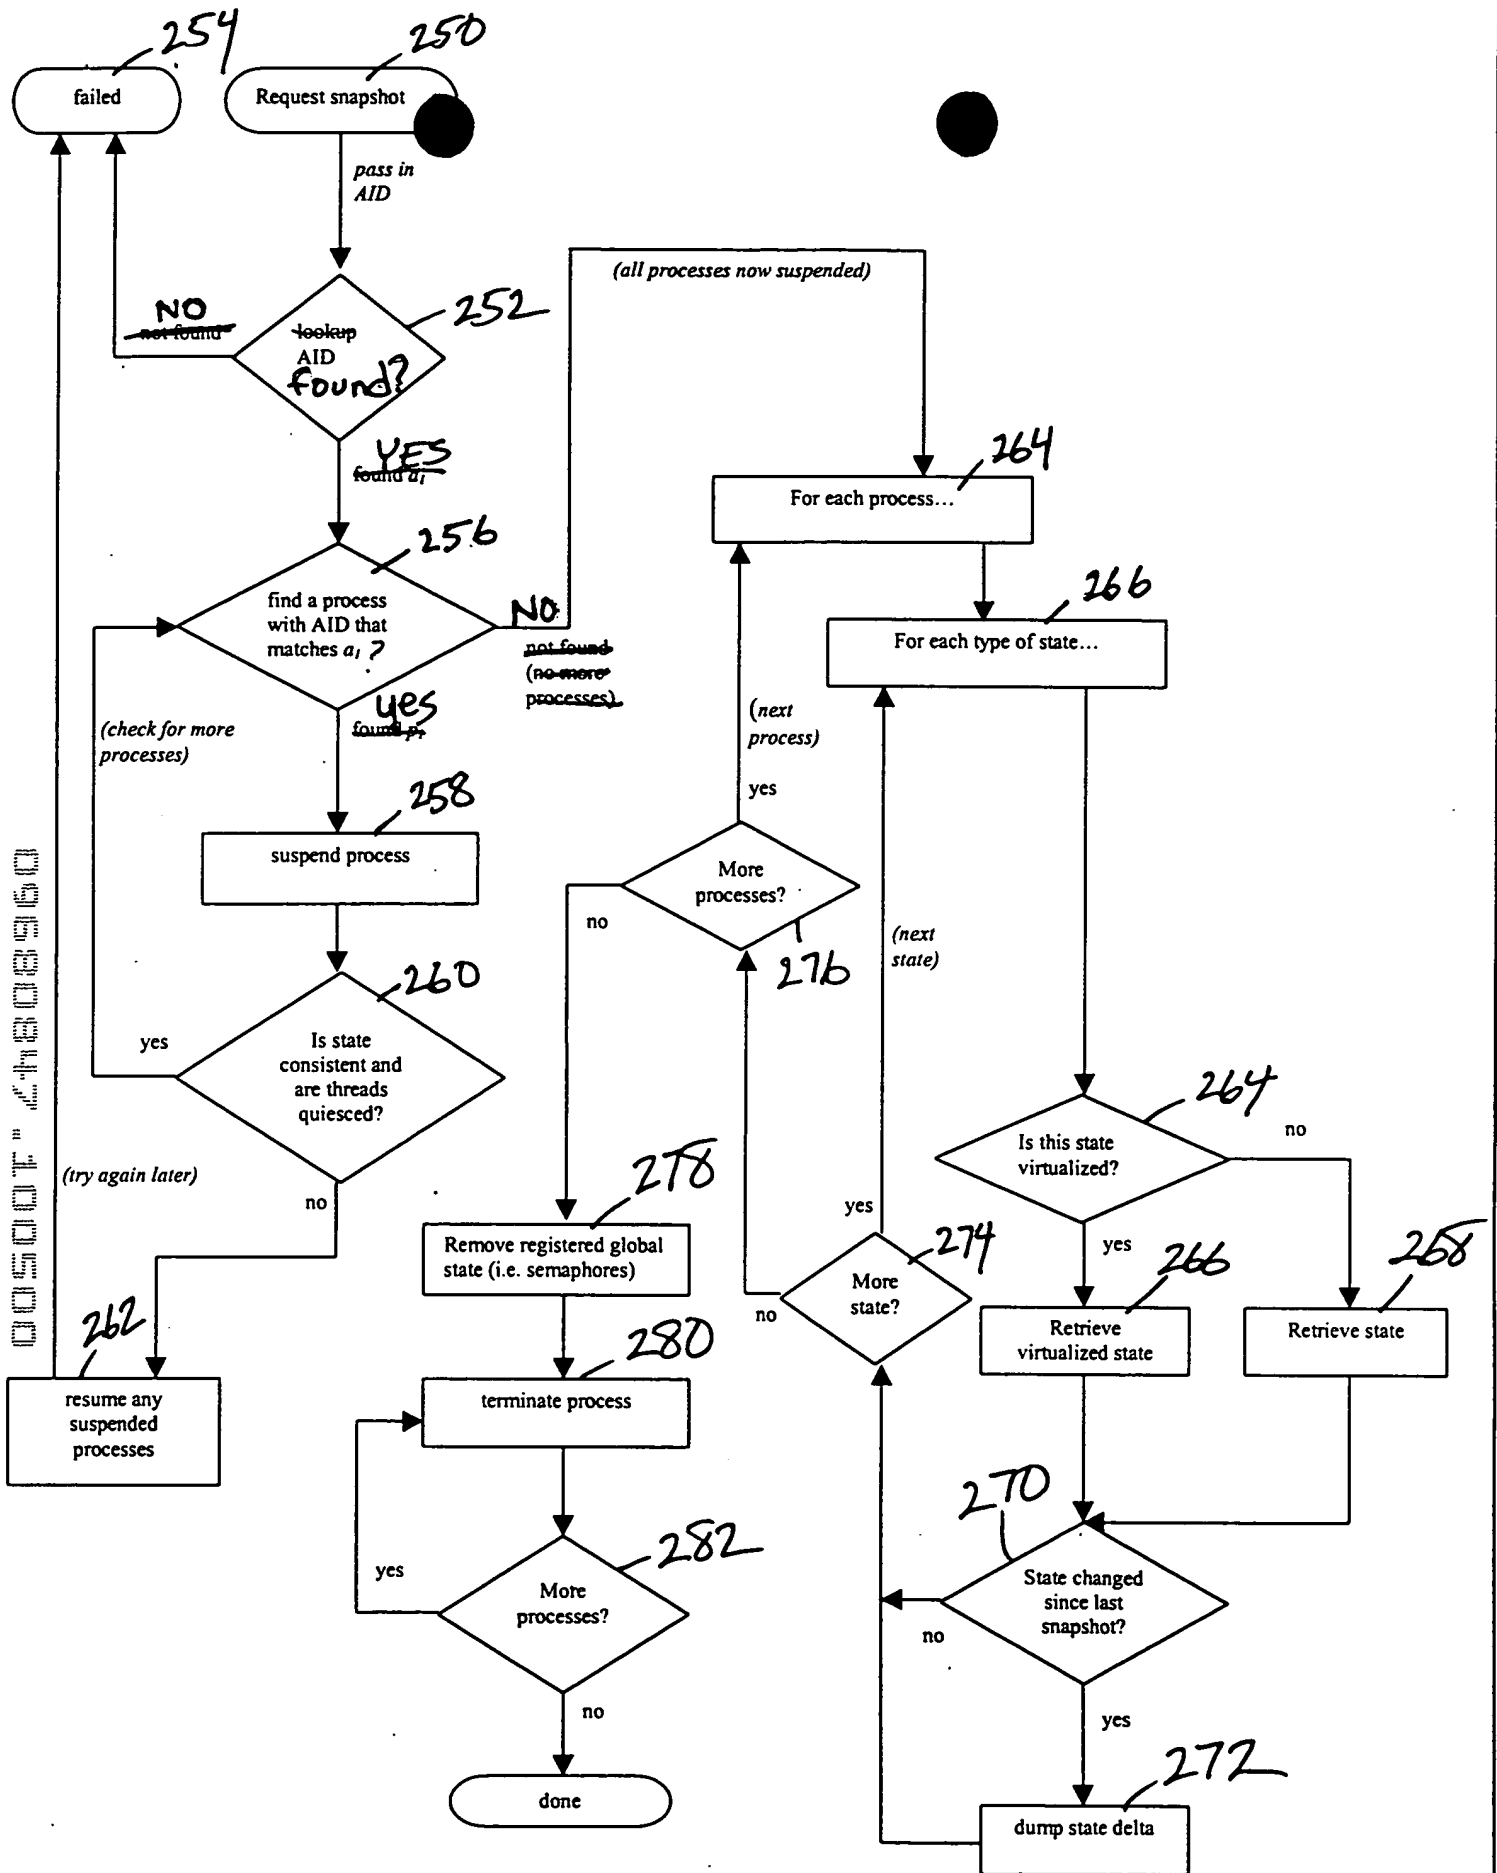 254
250
failed
Request snapshot
pass in
AID
(all processes now suspended)
NO
not found
252
lookup
AID
found?
YES
found a₁
264
For each process...
256
find a process
with AID that
matches a₁ ?
NO
not found
(no more
processes)
266
For each type of state...
(check for more
processes)
yes
found p₁
(next
process)
yes
258
suspend process
More
processes?
no
276
(next
state)
260
Is state
consistent and
are threads
quiesced?
yes
no
(try again later)
264
Is this state
virtualized?
no
yes
278
Remove registered global
state (i.e. semaphores)
yes
274
More
state?
no
266
Retrieve
virtualized state
268
Retrieve state
262
resume any
suspended
processes
280
terminate process
270
State changed
since last
snapshot?
no
yes
282
More
processes?
yes
no
done
272
dump state delta
09680847 . 100500